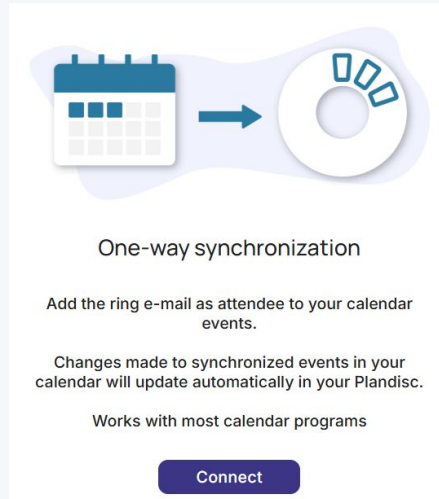 One-way synchronization
Add the ring e-mail as attendee to your calendar
events.
Changes made to synchronized events in your
calendar will update automatically in your Plandisc.
Works with most calendar programs
Connect